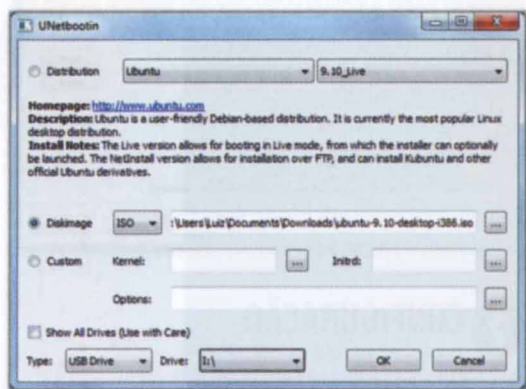 UNetbootin
Distribution Ubuntu 9.10_Live
Homepage: http://www.ubuntu.com
Description: Ubuntu is a user-friendly Debian-based distribution. It is currently the most popular Linux
desktop distribution.
Install Notes: The Live version allows for booting in Live mode, from which the installer can optionally
be launched. The NetInstall version allows for installation over FTP, and can install Kubuntu and other
official Ubuntu derivatives.
Diskimage ISO :\Users\Luiz\Documents\Downloads\ubuntu-9.10-desktop-i386.iso ...
Custom Kernel: ... Initrd: ...
Options: ...
Show All Drives (Use with Care)
Type: USB Drive Drive: I:\ OK Cancel